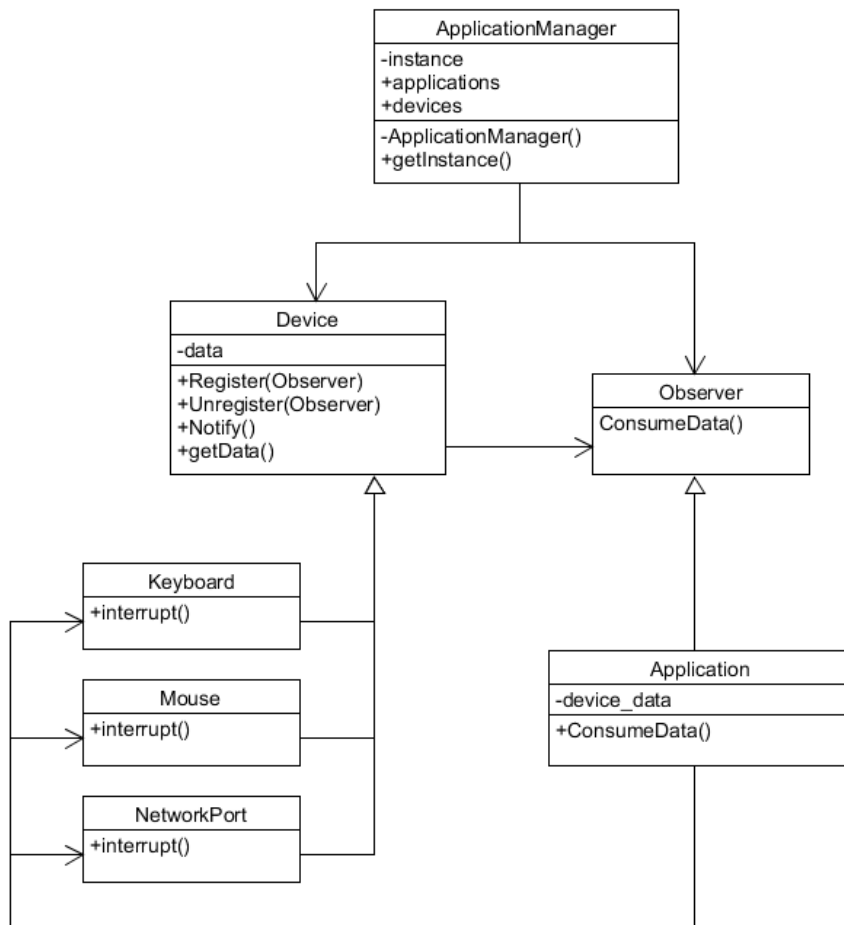 ApplicationManager
-instance
+applications
+devices
-ApplicationManager()
+getInstance()
Device
-data
+Register(Observer)
+Unregister(Observer)
+Notify()
+getData()
Observer
ConsumeData()
Keyboard
+interrupt()
Mouse
+interrupt()
NetworkPort
+interrupt()
Application
-device_data
+ConsumeData()